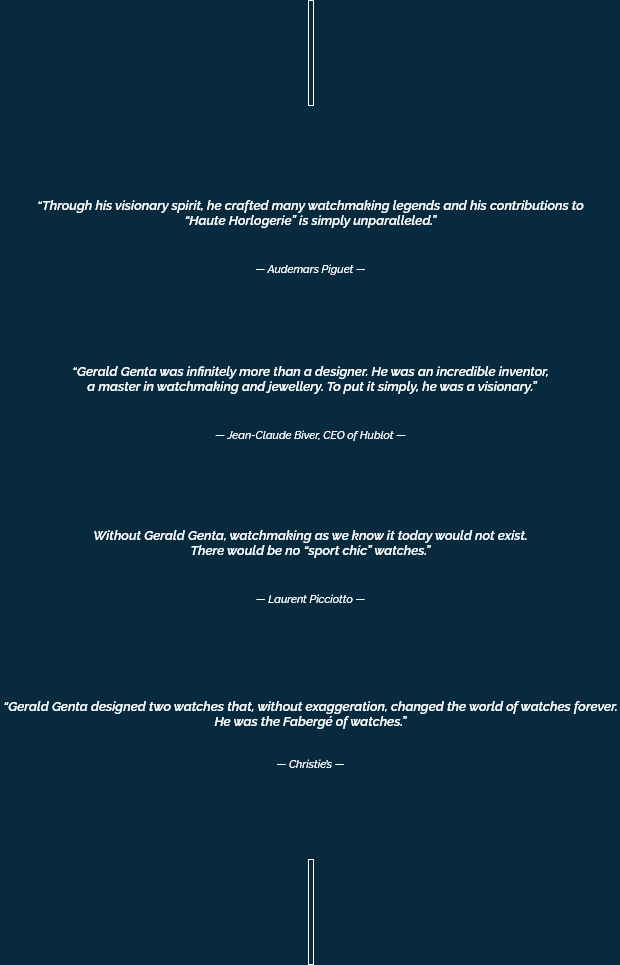 “Through his visionary spirit, he crafted many watchmaking legends and his contributions to
“Haute Horlogerie” is simply unparalleled.”
— Audemars Piguet —
“Gerald Genta was infinitely more than a designer. He was an incredible inventor,
a master in watchmaking and jewellery. To put it simply, he was a visionary.”
— Jean-Claude Biver, CEO of Hublot —
Without Gerald Genta, watchmaking as we know it today would not exist.
There would be no “sport chic” watches.”
— Laurent Picciotto —
“Gerald Genta designed two watches that, without exaggeration, changed the world of watches forever.
He was the Fabergé of watches.”
— Christie’s —